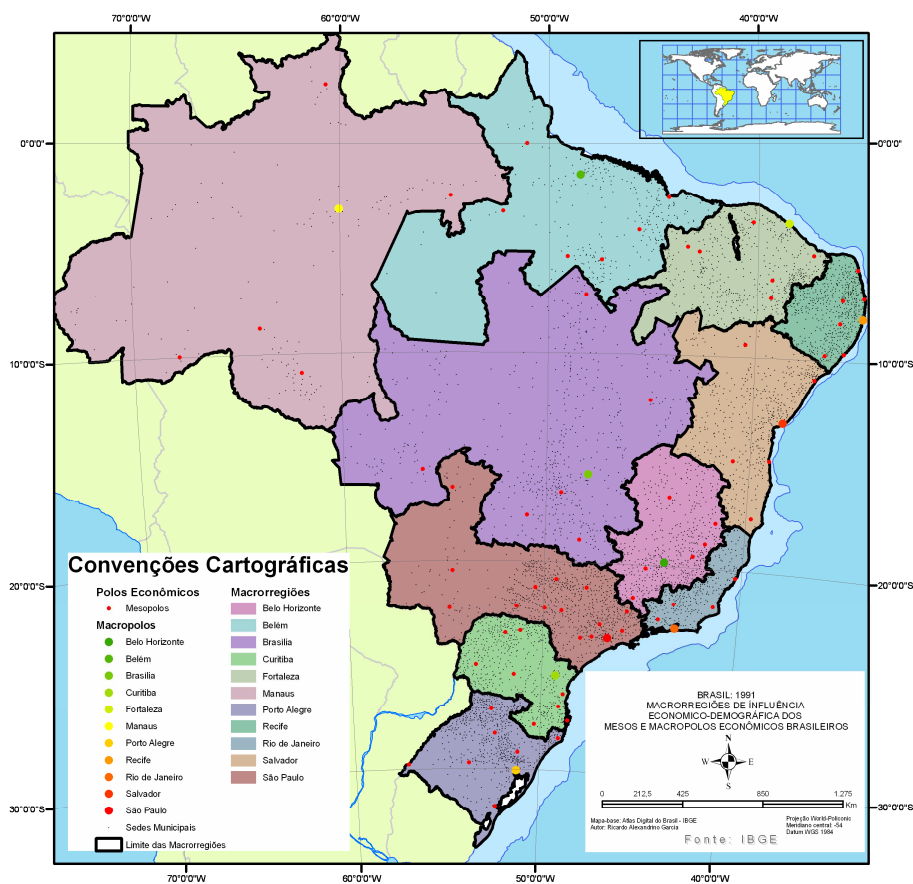 70°0'0"W 60°0'0"W 50°0'0"W 40°0'0"W
0°0'0" 0°0'0"
10°0'0"S 10°0'0"S
20°0'0"S 20°0'0"S
30°0'0"S 30°0'0"S
Convenções Cartográficas
Polos Econômicos
Mesopolos
Macropolos
Belo Horizonte
Belém
Brasilia
Curitiba
Fortaleza
Manaus
Porto Alegre
Recife
Rio de Janeiro
Salvador
São Paulo
Sedes Municipais
Limite das Macrorregiões
Macrorregiões
Belo Horizonte
Belém
Brasilia
Curitiba
Fortaleza
Manaus
Porto Alegre
Recife
Rio de Janeiro
Salvador
São Paulo
BRASIL: 1991
MACRORREGIÕES DE INFLUÊNCIA
ECONOMICO-DEMOGRÁFICA DOS
MESOS E MACROPOLOS ECONÔMICOS BRASILEIROS
N
W E
S
0 212,5 425 850 1.275
Km
Mapa-base: Atlas Digital do Brasil - IBGE
Autor: Ricardo Alexandrino Garcia
Projeção World-Policonic
Meridiano central: -54
Datum WGS 1984
Fonte: IBGE
70°0'0"W 60°0'0"W 50°0'0"W 40°0'0"W